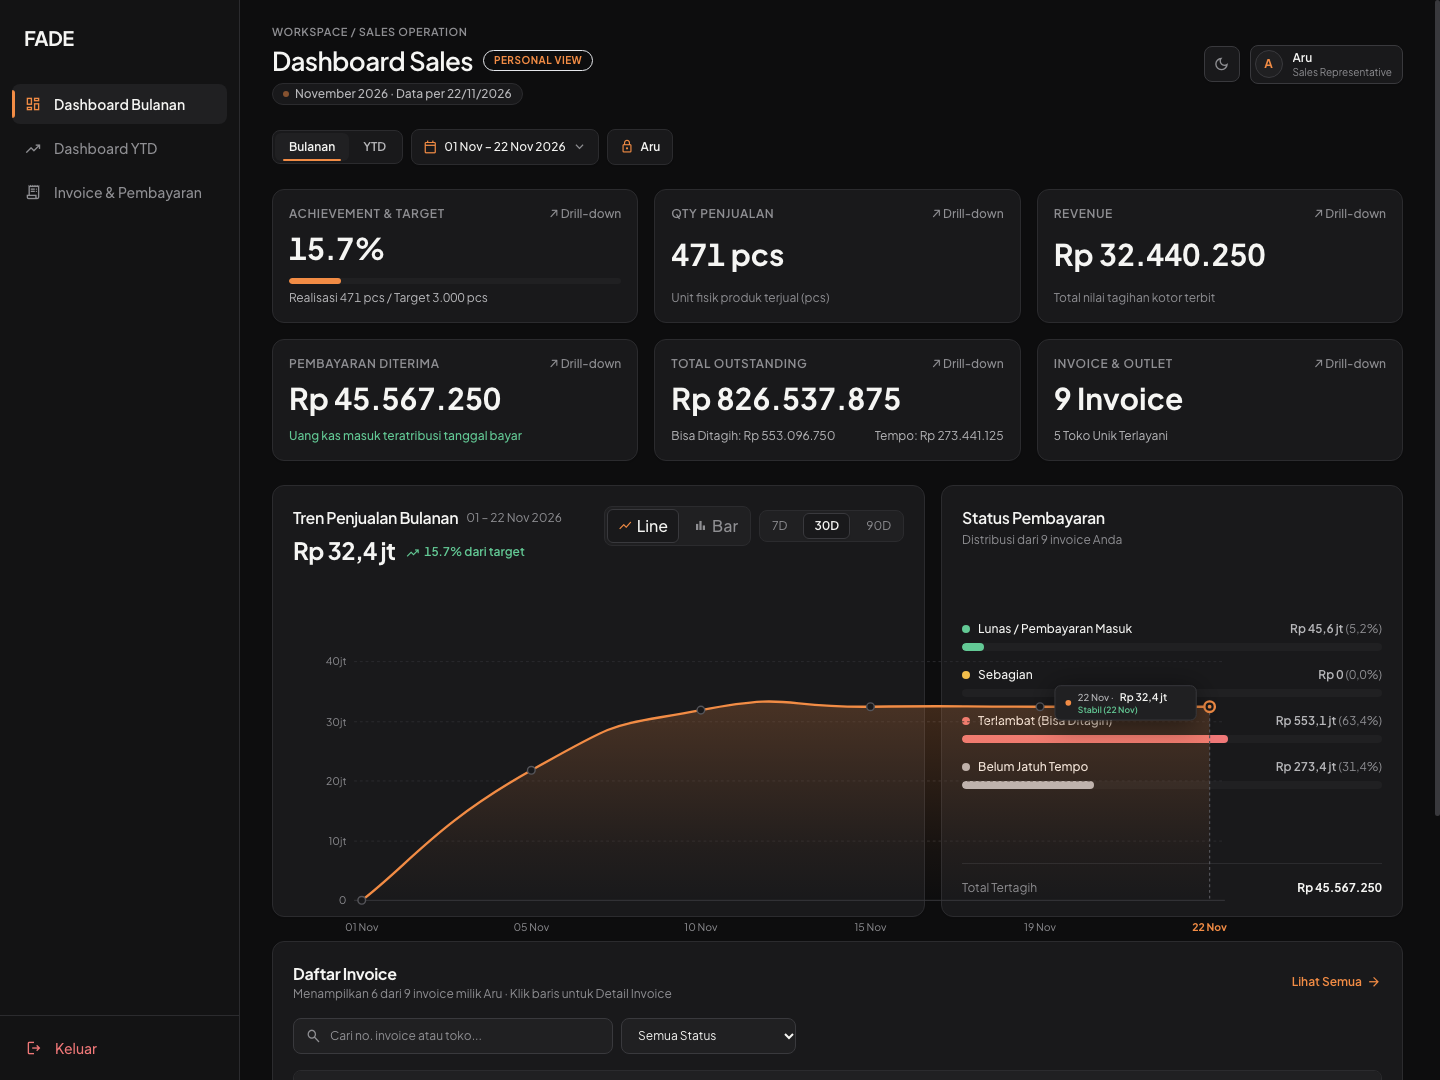 FADE
Dashboard Bulanan
Dashboard YTD
Invoice & Pembayaran
Keluar
WORKSPACE / SALES OPERATION
Dashboard Sales
PERSONAL VIEW
November 2026 · Data per 22/11/2026
A
Aru
Sales Representative
Bulanan
YTD
01 Nov – 22 Nov 2026
Aru
ACHIEVEMENT & TARGET
Drill-down
15.7%
Realisasi 471 pcs / Target 3.000 pcs
QTY PENJUALAN
Drill-down
471 pcs
Unit fisik produk terjual (pcs)
REVENUE
Drill-down
Rp 32.440.250
Total nilai tagihan kotor terbit
PEMBAYARAN DITERIMA
Drill-down
Rp 45.567.250
Uang kas masuk teratribusi tanggal bayar
TOTAL OUTSTANDING
Drill-down
Rp 826.537.875
Bisa Ditagih: Rp 553.096.750
Tempo: Rp 273.441.125
INVOICE & OUTLET
Drill-down
9 Invoice
5 Toko Unik Terlayani
Tren Penjualan Bulanan
01 – 22 Nov 2026
Rp 32,4 jt
15.7% dari target
Line
Bar
7D
30D
90D
40jt
30jt
20jt
10jt
0
01 Nov
05 Nov
10 Nov
15 Nov
19 Nov
22 Nov
22 Nov · Rp 32,4 jt
Stabil (22 Nov)
Status Pembayaran
Distribusi dari 9 invoice Anda
Lunas / Pembayaran Masuk
Rp 45,6 jt (5,2%)
Sebagian
Rp 0 (0,0%)
Terlambat (Bisa Ditagih)
Rp 553,1 jt (63,4%)
Belum Jatuh Tempo
Rp 273,4 jt (31,4%)
Total Tertagih
Rp 45.567.250
Daftar Invoice
Menampilkan 6 dari 9 invoice milik Aru · Klik baris untuk Detail Invoice
Lihat Semua
Cari no. invoice atau toko...
Semua Status